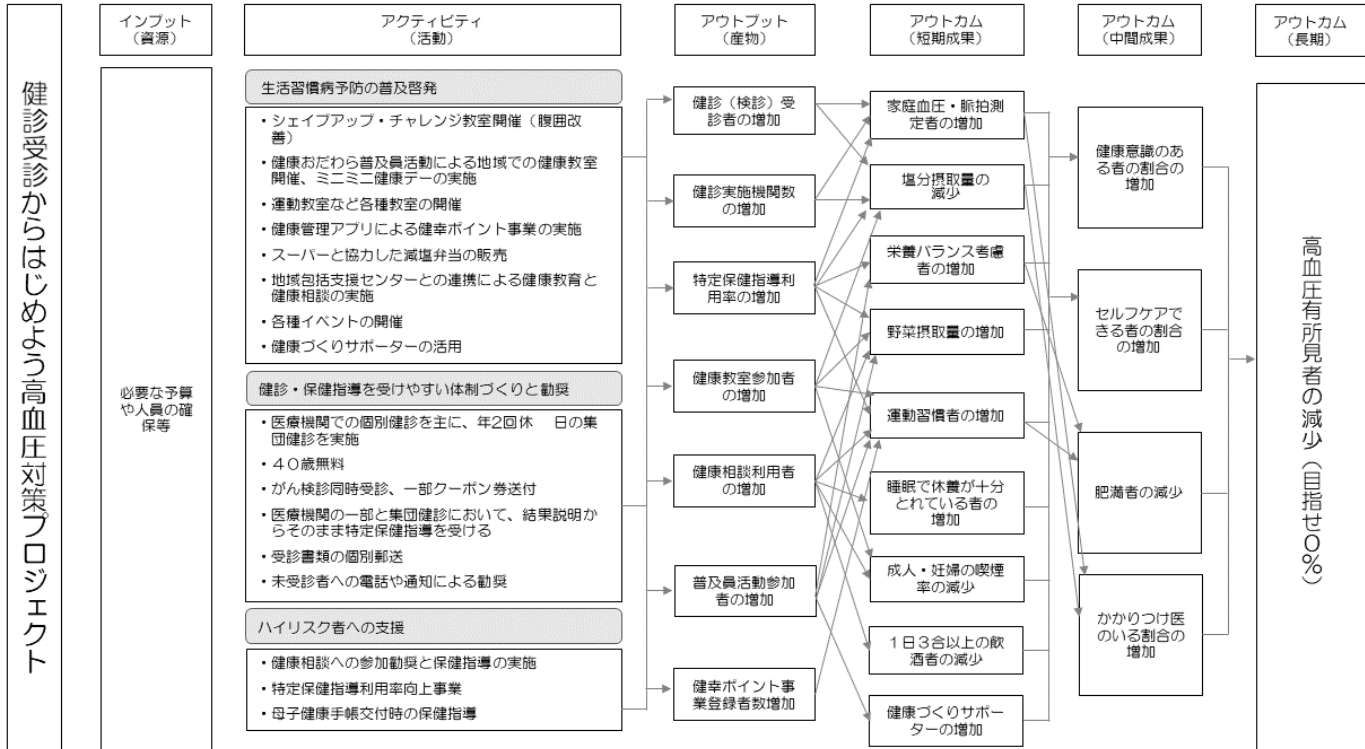 健診受診からはじめよう高血圧対策プロジェクト
インプット
（資源）
必要な予算
や人員の確
保等
アクティビティ
（活動）
生活習慣病予防の普及啓発
・シェイプアップ・チャレンジ教室開催（腹囲改
善）
・健康おだわら普及員活動による地域での健康教室
開催、ミニミニ健康デーの実施
・運動教室など各種教室の開催
・健康管理アプリによる健幸ポイント事業の実施
・スーパーと協力した減塩弁当の販売
・地域包括支援センターとの連携による健康教育と
健康相談の実施
・各種イベントの開催
・健康づくりサポーターの活用
健診・保健指導を受けやすい体制づくりと勧奨
・医療機関での個別健診を主に、年2回休　日の集
団健診を実施
・４０歳無料
・がん検診同時受診、一部クーポン券送付
・医療機関の一部と集団健診において、結果説明か
らそのまま特定保健指導を受ける
・受診書類の個別郵送
・未受診者への電話や通知による勧奨
ハイリスク者への支援
・健康相談への参加勧奨と保健指導の実施
・特定保健指導利用率向上事業
・母子健康手帳交付時の保健指導
アウトプット
（産物）
健診（検診）受
診者の増加
健診実施機関数
の増加
特定保健指導利
用率の増加
健康教室参加者
の増加
健康相談利用者
の増加
普及員活動参加
者の増加
健幸ポイント事
業登録者数増加
アウトカム
（短期成果）
家庭血圧・脈拍測
定者の増加
塩分摂取量の
減少
栄養バランス考慮
者の増加
野菜摂取量の増加
運動習慣者の増加
睡眠で休養が十分
とれている者の
増加
成人・妊婦の喫煙
率の減少
１日３合以上の飲
酒者の減少
健康づくりサポー
ターの増加
アウトカム
（中間成果）
健康意識のあ
る者の割合の
増加
セルフケアで
きる者の割合
の増加
肥満者の減少
かかりつけ医
のいる割合の
増加
アウトカム
（長期）
高血圧有所見者の減少（目指せ０％）